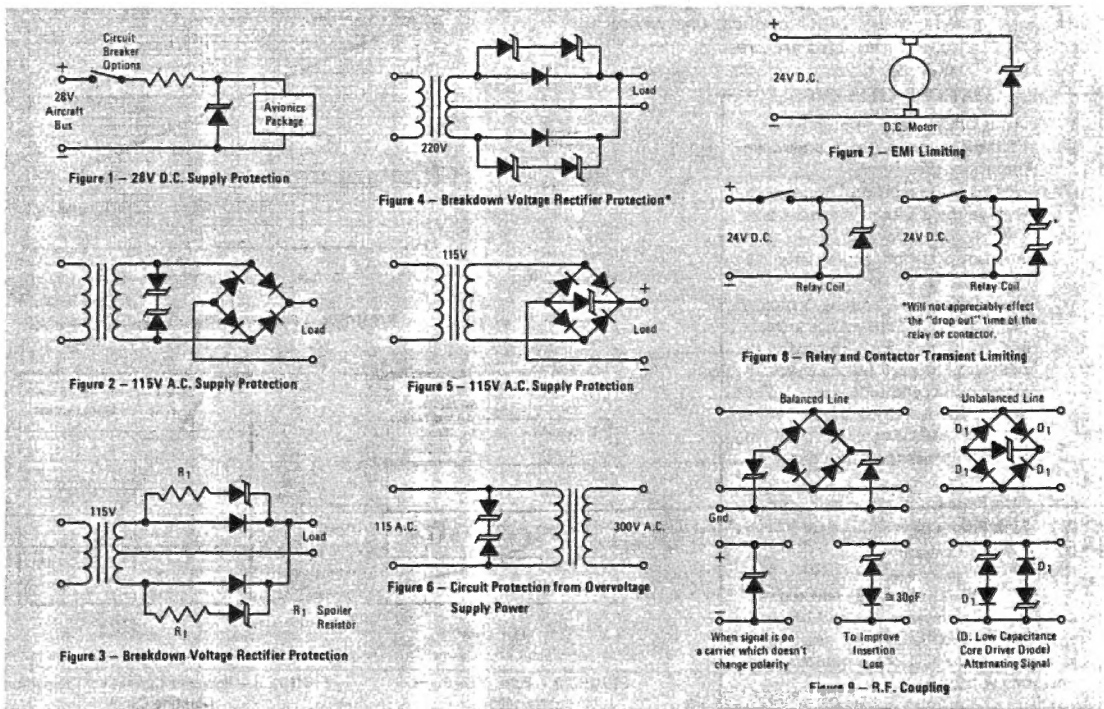 Circuit
Breaker
Options
+
28V
Aircraft
Bus
–
Avionics
Package
Figure 1 – 28V D.C. Supply Protection
Load
220V
Figure 4 – Breakdown Voltage Rectifier Protection*
+
24V D.C.
–
D.C. Motor
Figure 7 – EMI Limiting
Load
Figure 2 – 115V A.C. Supply Protection
115V
+
Load
–
Figure 5 – 115V A.C. Supply Protection
+
24V D.C.
–
Relay Coil
24V D.C.
*
Relay Coil
*Will not appreciably effect
the "drop out" time of the
relay or contactor.
Figure 8 – Relay and Contactor Transient Limiting
R1
115V
Load
R1
R1 Spoiler
Resistor
Figure 3 – Breakdown Voltage Rectifier Protection
115 A.C.
300V A.C.
Figure 6 – Circuit Protection from Overvoltage
Supply Power
Balanced Line
Gnd.
Unbalanced Line
D1
D1
D1
D1
+
–
When signal is on
a carrier which doesn't
change polarity
≅30pF
To Improve
Insertion
Loss
D1
D1
(D. Low Capacitance
Core Driver Diode)
Alternating Signal
Figure 9 – R.F. Coupling